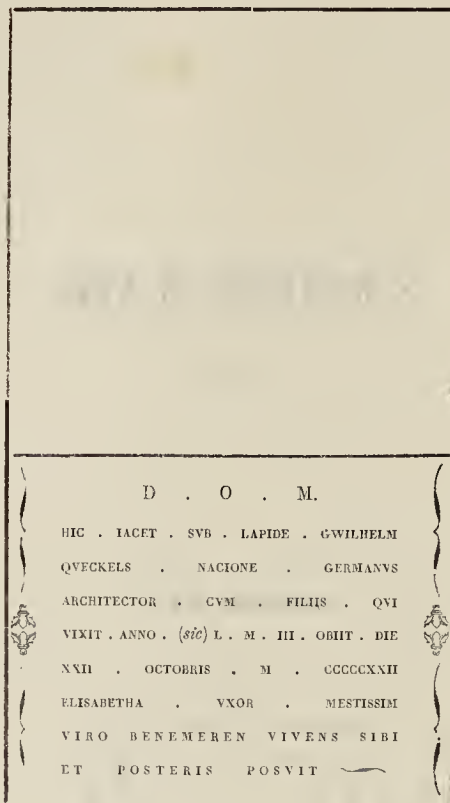 D . O . M.
HIC . IACET . SVB . LAPIDE . GWILHELM
QVECKELS . NACIONE . GERMANVS
ARCHITECTOR . CVM . FILIIS . QVI
VIXIT . ANNO . (sic) L . M . III . OBIIT . DIE
XXII . OCTOBRIS . M . CCCCCXXII
ELISABETHA . VXOR . MESTISSIM
VIRO BENEMEREN VIVENS SIBI
ET POSTERIS POSVIT